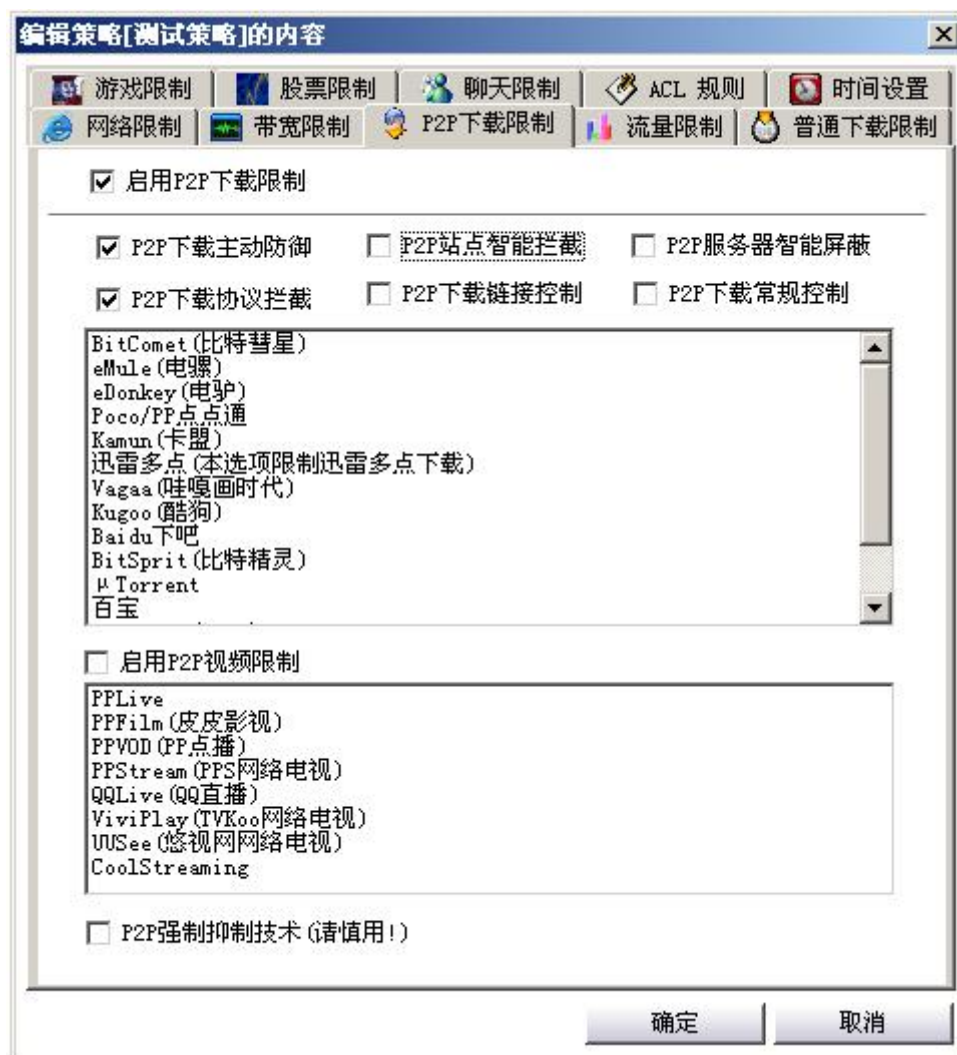 编辑策略[测试策略]的内容
游戏限制 股票限制 聊天限制 ACL 规则 时间设置
网络限制 带宽限制 P2P下载限制 流量限制 普通下载限制
启用P2P下载限制
P2P下载主动防御 P2P站点智能拦截 P2P服务器智能屏蔽
P2P下载协议拦截 P2P下载链接控制 P2P下载常规控制
BitComet(比特彗星)
eMule(电骡)
eDonkey(电驴)
Poco/PP点点通
Kamun(卡盟)
迅雷多点(本选项限制迅雷多点下载)
Vagaa(哇嘎画时代)
Kugoo(酷狗)
Baidu下吧
BitSprit(比特精灵)
μTorrent
百宝
启用P2P视频限制
PPLive
PPFilm(皮皮影视)
PPVOD(PP点播)
PPStream(PPS网络电视)
QQLive(QQ直播)
ViviPlay(TVKoo网络电视)
UUSee(悠视网网络电视)
CoolStreaming
P2P强制抑制技术(请慎用!)
确定 取消